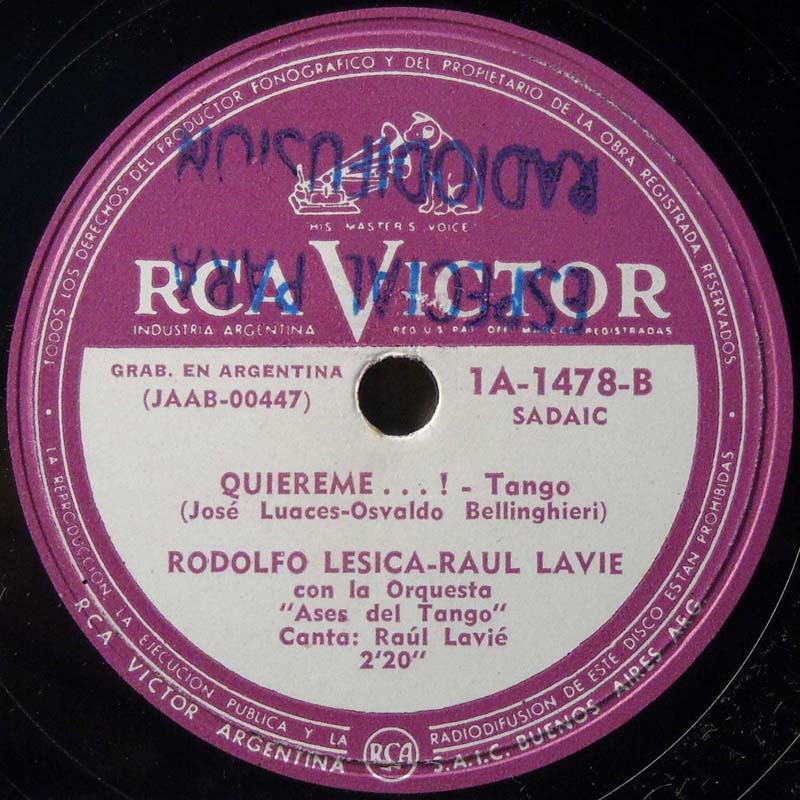 TODOS LOS DERECHOS DEL PRODUCTOR FONOGRAFICO Y DEL PROPIETARIO DE LA OBRA REGISTRADA, RESERVADOS
ESPECIAL PARA
RADIODIFUSION
HIS MASTER'S VOICE
RCA VICTOR
INDUSTRIA ARGENTINA
REG. U.S. PAT. OFF. MARCAS REGISTRADAS
GRAB. EN ARGENTINA
(JAAB-00447)
1A-1478-B
SADAIC
QUIEREME...! - Tango
(José Luaces-Osvaldo Bellinghieri)
RODOLFO LESICA-RAUL LAVIE
con la Orquesta
"Ases del Tango"
Canta: Raúl Lavié
2'20"
LA REPRODUCCION, LA EJECUCION PUBLICA Y LA RADIODIFUSION DE ESTE DISCO ESTAN PROHIBIDAS
RCA VICTOR ARGENTINA S.A.I.C. BUENOS AIRES ARG.
RCA